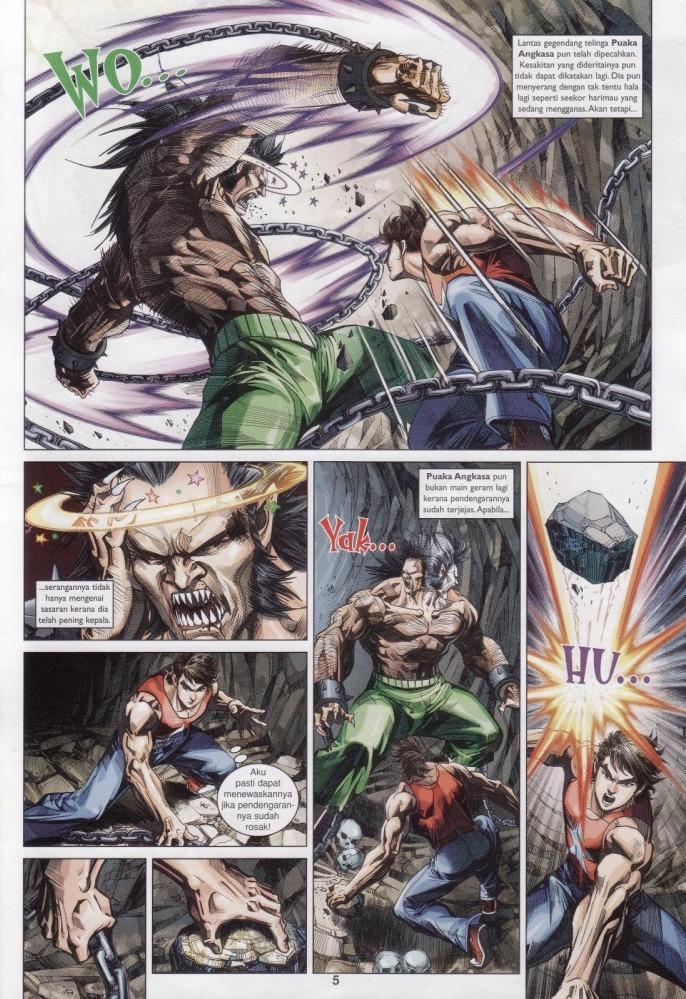 WO...
Lantas gegendang telinga Puaka
Angkasa pun telah dipecahkan.
Kesakitan yang dideritainya pun
tidak dapat dikatakan lagi. Dia pun
menyerang dengan tak tentu hala
lagi seperti seekor harimau yang
sedang mengganas. Akan tetapi...
...serangannya tidak
hanya mengenai
sasaran kerana dia
telah pening kepala.
Aku
pasti dapat
menewaskannya
jika pendengaran-
nya sudah
rosak!
Puaka Angkasa pun
bukan main geram lagi
kerana pendengarannya
sudah terjejas. Apabila...
Yak...
HU...
5